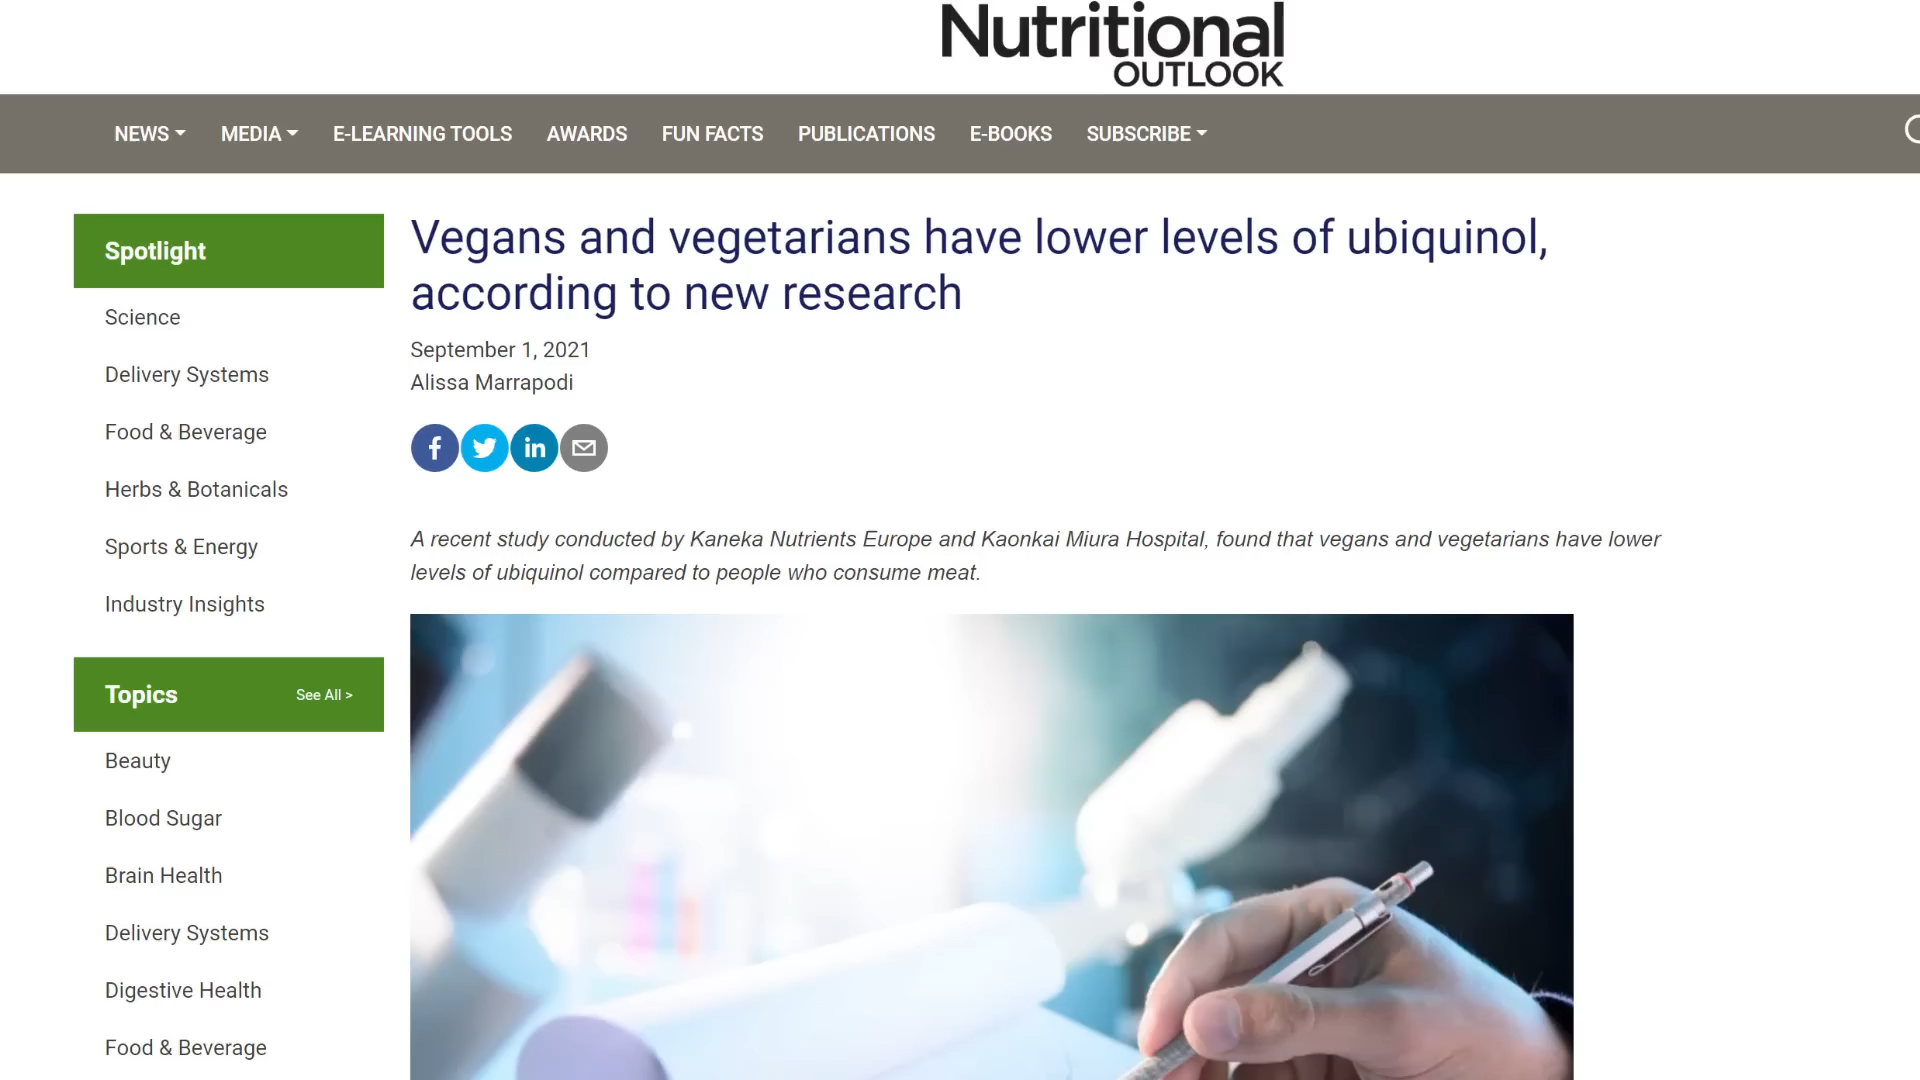 Nutritional
OUTLOOK
NEWS
MEDIA
E-LEARNING TOOLS
AWARDS
FUN FACTS
PUBLICATIONS
E-BOOKS
SUBSCRIBE
Spotlight
Science
Delivery Systems
Food & Beverage
Herbs & Botanicals
Sports & Energy
Industry Insights
Topics
See All >
Beauty
Blood Sugar
Brain Health
Delivery Systems
Digestive Health
Food & Beverage
Vegans and vegetarians have lower levels of ubiquinol,
according to new research
September 1, 2021
Alissa Marrapodi
A recent study conducted by Kaneka Nutrients Europe and Kaonkai Miura Hospital, found that vegans and vegetarians have lower
levels of ubiquinol compared to people who consume meat.